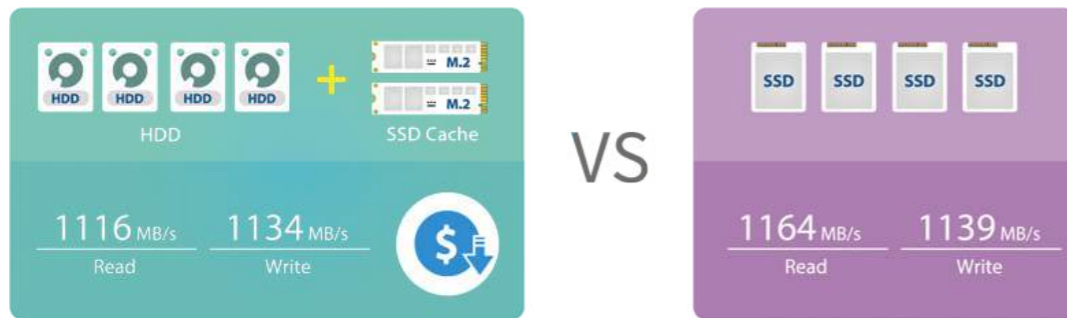 HDD HDD HDD HDD
+
M.2
M.2
HDD
SSD Cache
1116 MB/s
Read
1134 MB/s
Write
$
VS
SSD SSD SSD SSD
1164 MB/s
Read
1139 MB/s
Write